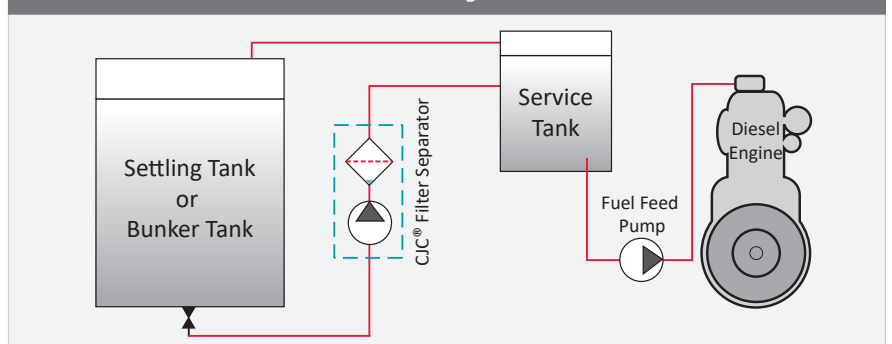 Settling Tank
or
Bunker Tank
CJC® Filter Separator
Service
Tank
Fuel Feed
Pump
Diesel
Engine